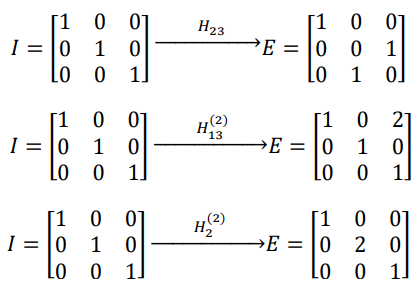 I = [1 0 0; 0 1 0; 0 0 1] —H₂₃→ E = [1 0 0; 0 0 1; 0 1 0]
I = [1 0 0; 0 1 0; 0 0 1] —H₁₃⁽²⁾→ E = [1 0 2; 0 1 0; 0 0 1]
I = [1 0 0; 0 1 0; 0 0 1] —H₂⁽²⁾→ E = [1 0 0; 0 2 0; 0 0 1]